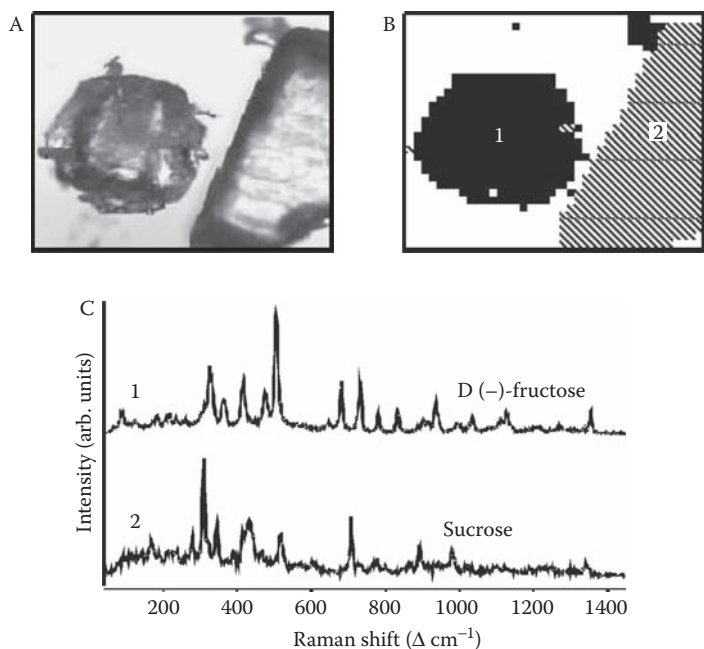 A
B
1
2
C
Intensity (arb. units)
1
D (−)-fructose
2
Sucrose
200 400 600 800 1000 1200 1400
Raman shift (Δ cm−1)